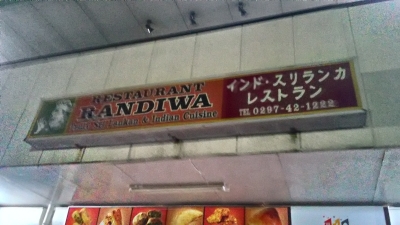 RESTAURANT
RANDIWA
Sri Lankan & Indian Cuisine
インド・スリランカ
レストラン
TEL 0297-42-1222